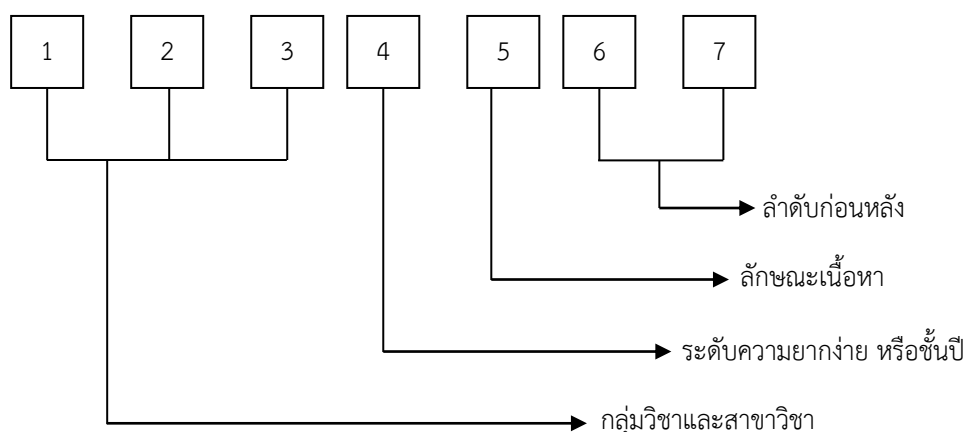 1 2 3 4 5 6 7
ลำดับก่อนหลัง
ลักษณะเนื้อหา
ระดับความยากง่าย หรือชั้นปี
กลุ่มวิชาและสาขาวิชา